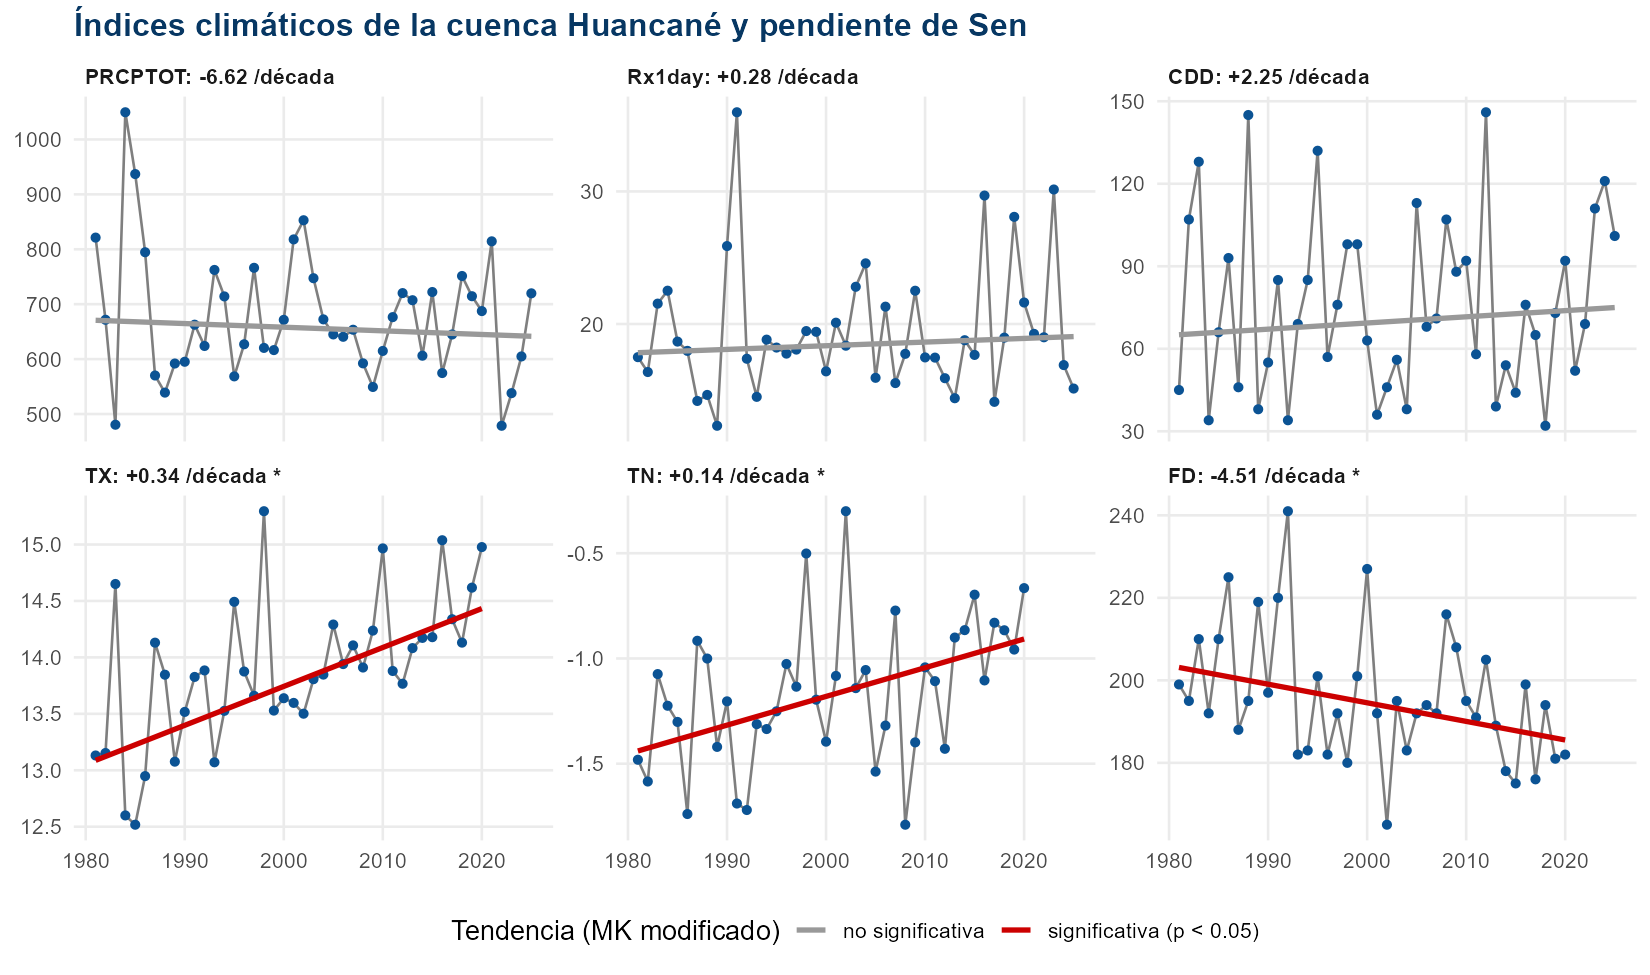 Índices climáticos de la cuenca Huancané y pendiente de Sen
PRCPTOT: -6.62 /década
1000
900
800
700
600
500
Rx1day: +0.28 /década
30
20
CDD: +2.25 /década
150
120
90
60
30
TX: +0.34 /década *
15.0
14.5
14.0
13.5
13.0
12.5
1980 1990 2000 2010 2020
TN: +0.14 /década *
-0.5
-1.0
-1.5
1980 1990 2000 2010 2020
FD: -4.51 /década *
240
220
200
180
1980 1990 2000 2010 2020
Tendencia (MK modificado) no significativa significativa (p < 0.05)